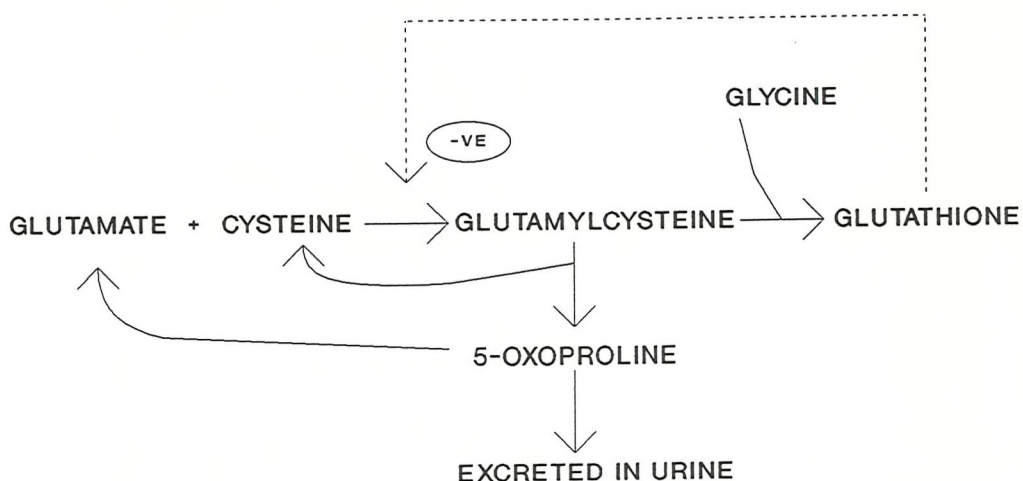 GLYCINE
-VE
GLUTAMATE + CYSTEINE GLUTAMYLCYSTEINE GLUTATHIONE
5-OXOPROLINE
EXCRETED IN URINE